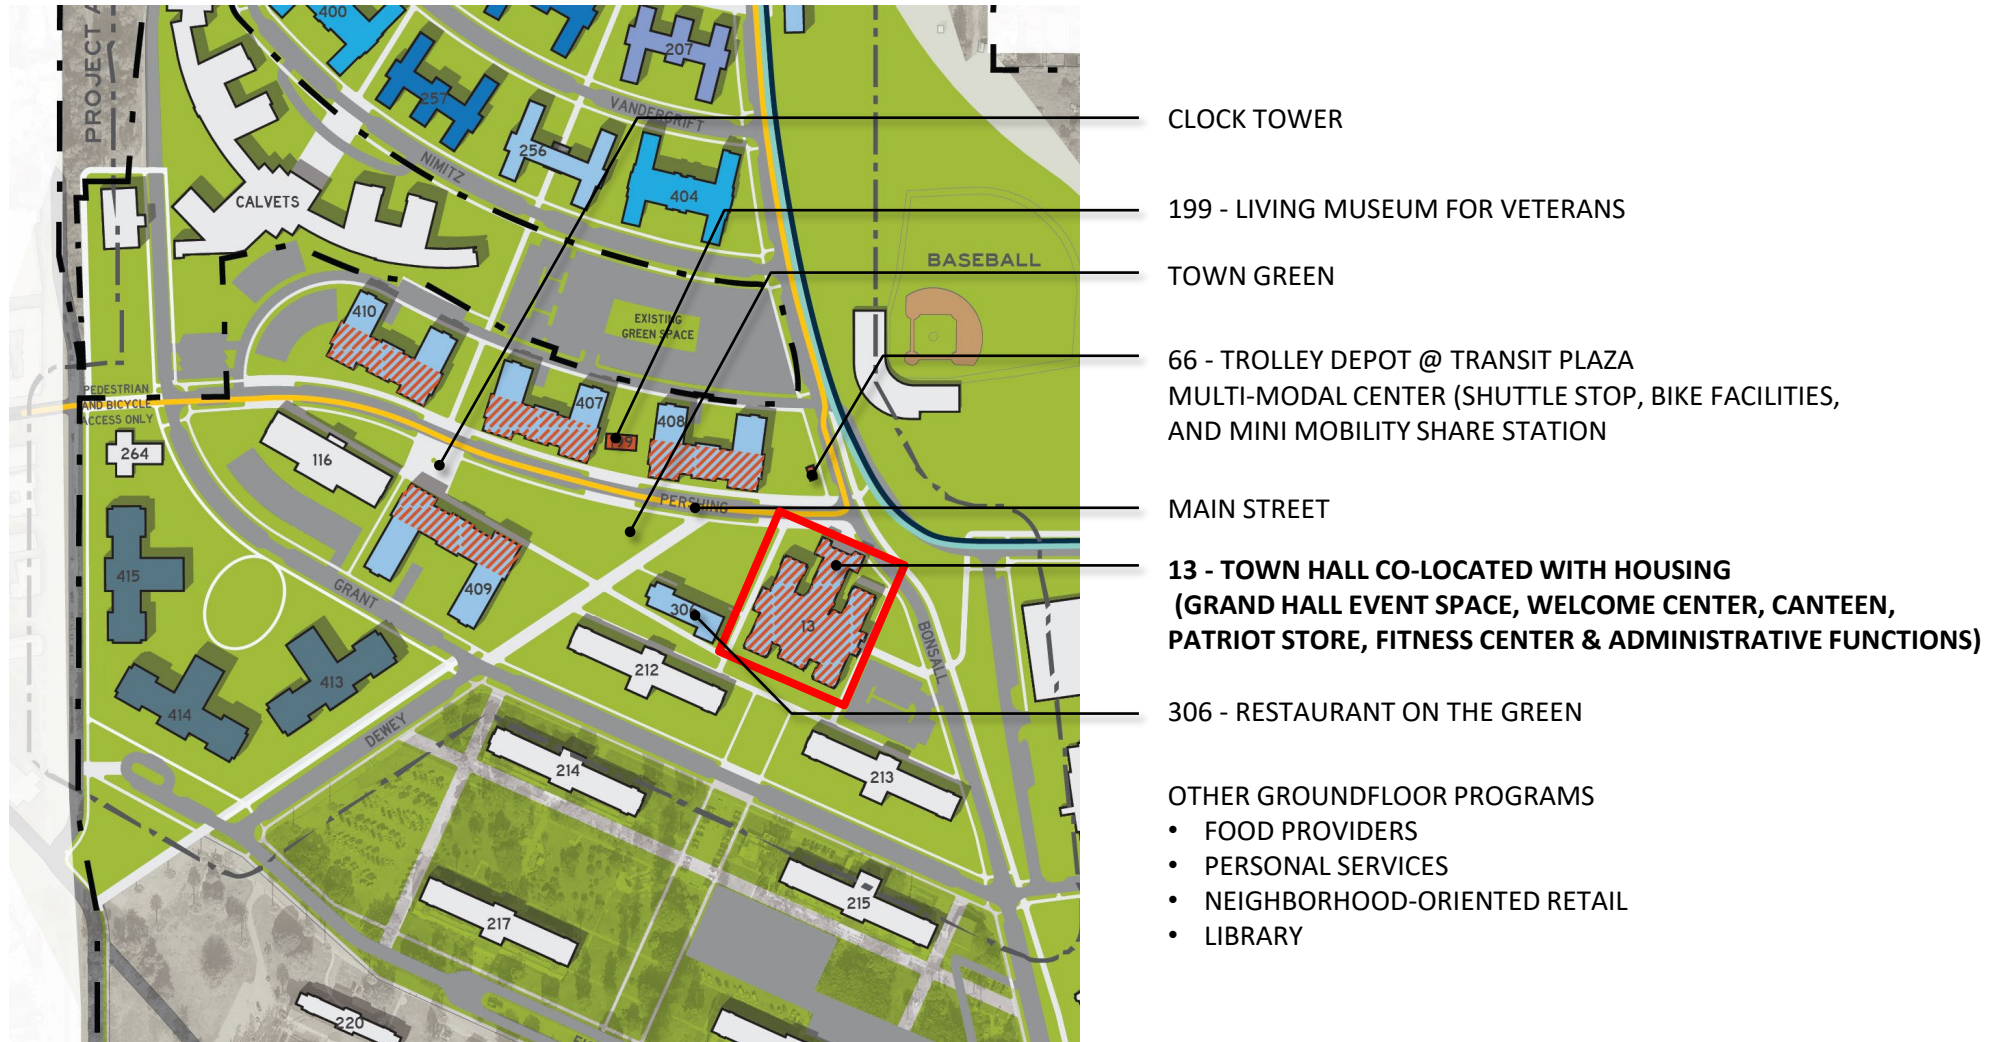 PROJECT A
400
207
257
VANDERGRIFT
256
NIMITZ
404
CALVETS
BASEBALL
EXISTING
GREEN SPACE
410
407
408
199
PEDESTRIAN
AND BICYCLE
ACCESS ONLY
264
116
PERSHING
415
GRANT
409
306
13
BONSALL
212
413
414
DEWEY
214
213
215
217
220
CLOCK TOWER
199 - LIVING MUSEUM FOR VETERANS
TOWN GREEN
66 - TROLLEY DEPOT @ TRANSIT PLAZA
MULTI-MODAL CENTER (SHUTTLE STOP, BIKE FACILITIES,
AND MINI MOBILITY SHARE STATION
MAIN STREET
13 - TOWN HALL CO-LOCATED WITH HOUSING
(GRAND HALL EVENT SPACE, WELCOME CENTER, CANTEEN,
PATRIOT STORE, FITNESS CENTER & ADMINISTRATIVE FUNCTIONS)
306 - RESTAURANT ON THE GREEN
OTHER GROUNDFLOOR PROGRAMS
• FOOD PROVIDERS
• PERSONAL SERVICES
• NEIGHBORHOOD-ORIENTED RETAIL
• LIBRARY